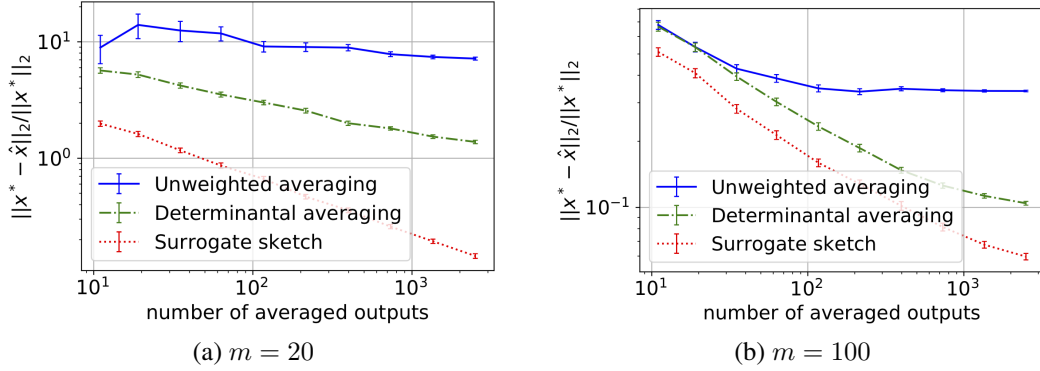 ||x* − x̂||₂/||x*||₂
10¹
10⁰
Unweighted averaging
Determinantal averaging
Surrogate sketch
10¹ 10² 10³
number of averaged outputs
(a) m = 20
||x* − x̂||₂/||x*||₂
10⁻¹
Unweighted averaging
Determinantal averaging
Surrogate sketch
10¹ 10² 10³
number of averaged outputs
(b) m = 100